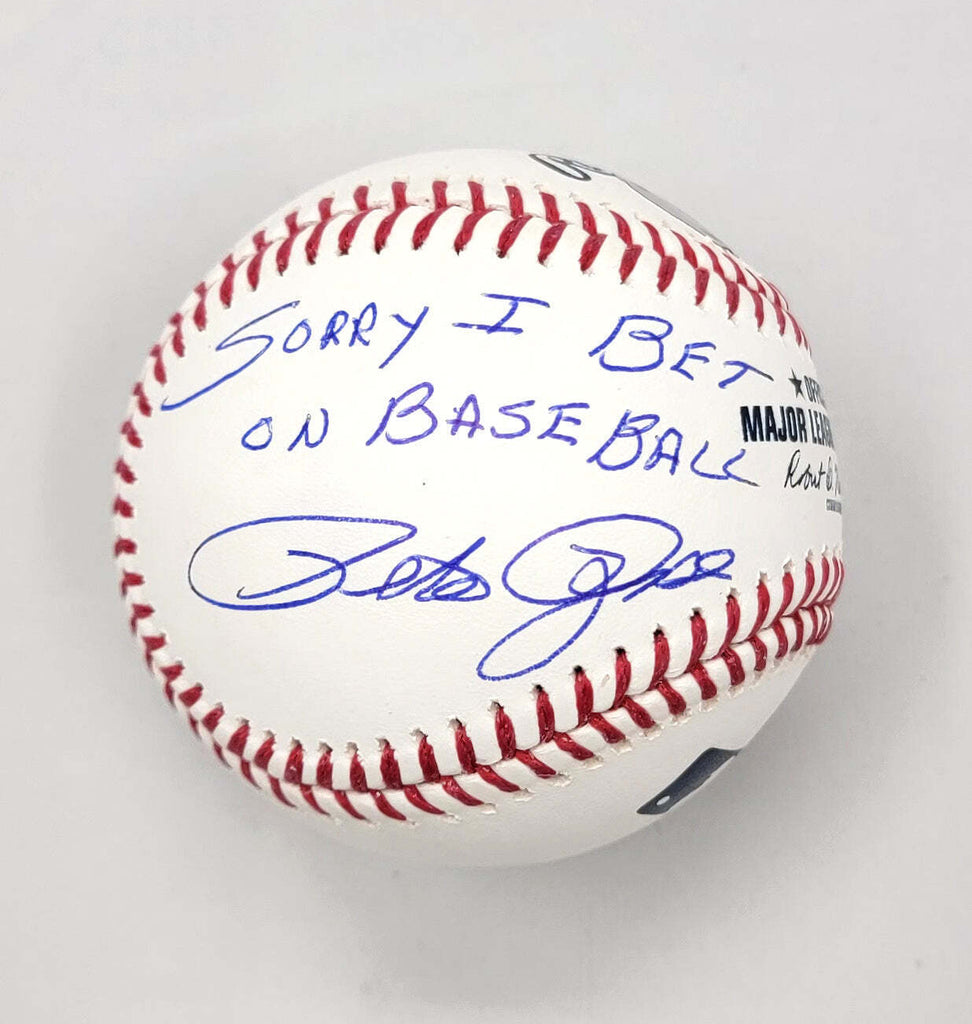 SORRY I BET
ON BASEBALL
Pete Rose
MAJOR